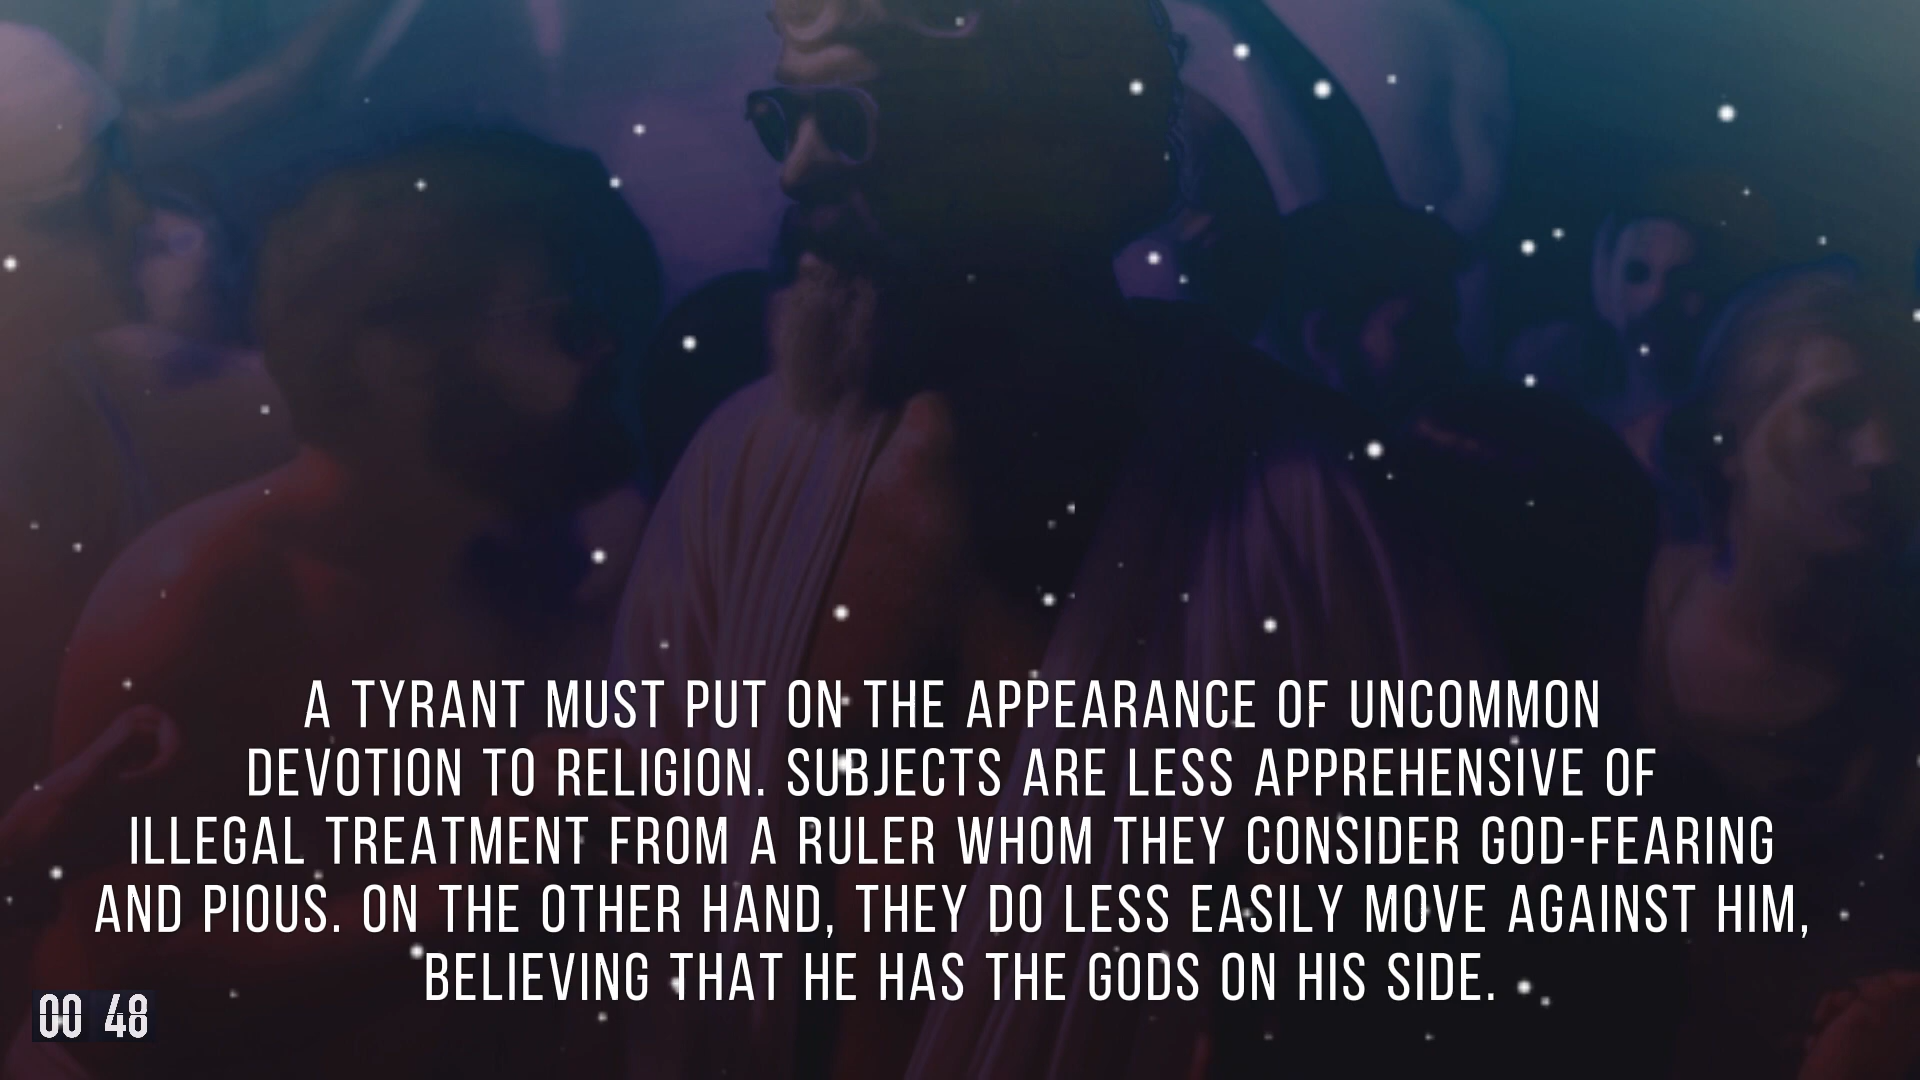 A TYRANT MUST PUT ON THE APPEARANCE OF UNCOMMON
DEVOTION TO RELIGION. SUBJECTS ARE LESS APPREHENSIVE OF
ILLEGAL TREATMENT FROM A RULER WHOM THEY CONSIDER GOD-FEARING
AND PIOUS. ON THE OTHER HAND, THEY DO LESS EASILY MOVE AGAINST HIM,
BELIEVING THAT HE HAS THE GODS ON HIS SIDE.
00 48